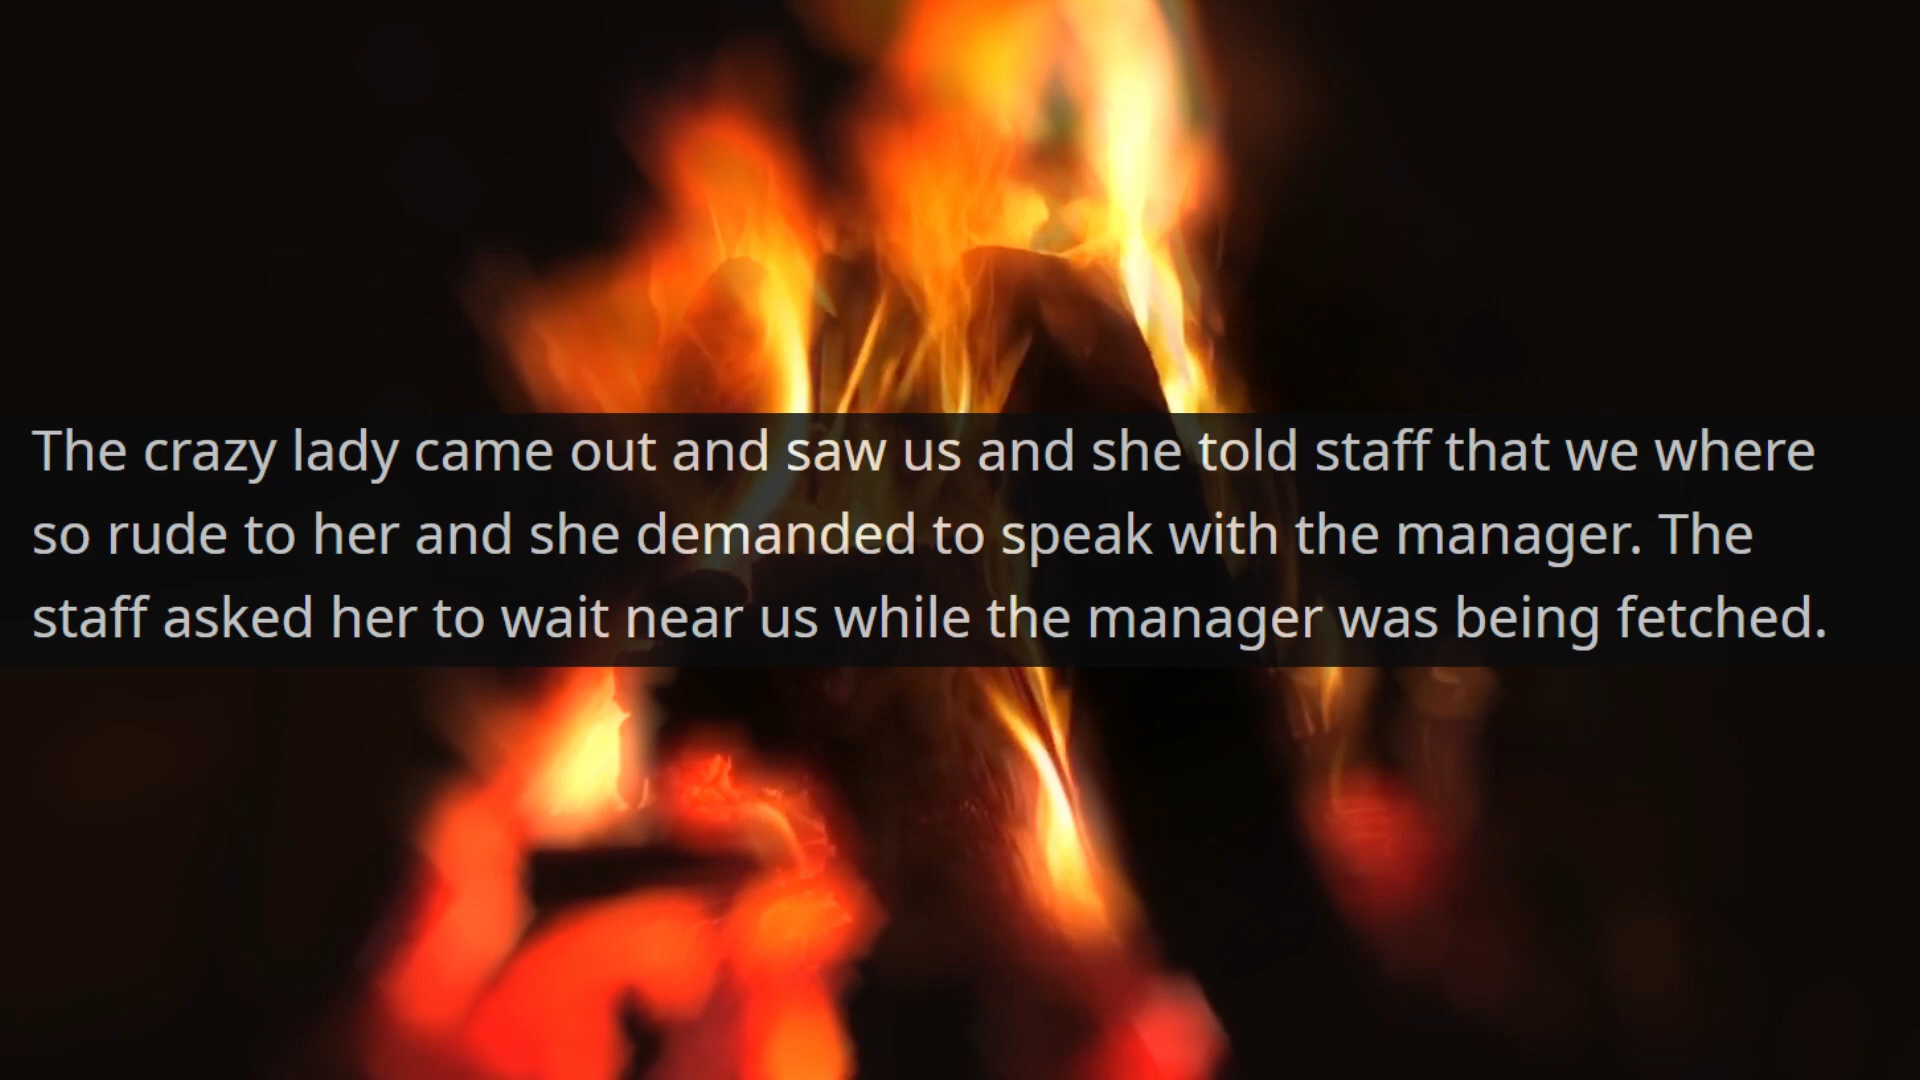 The crazy lady came out and saw us and she told staff that we where
so rude to her and she demanded to speak with the manager. The
staff asked her to wait near us while the manager was being fetched.